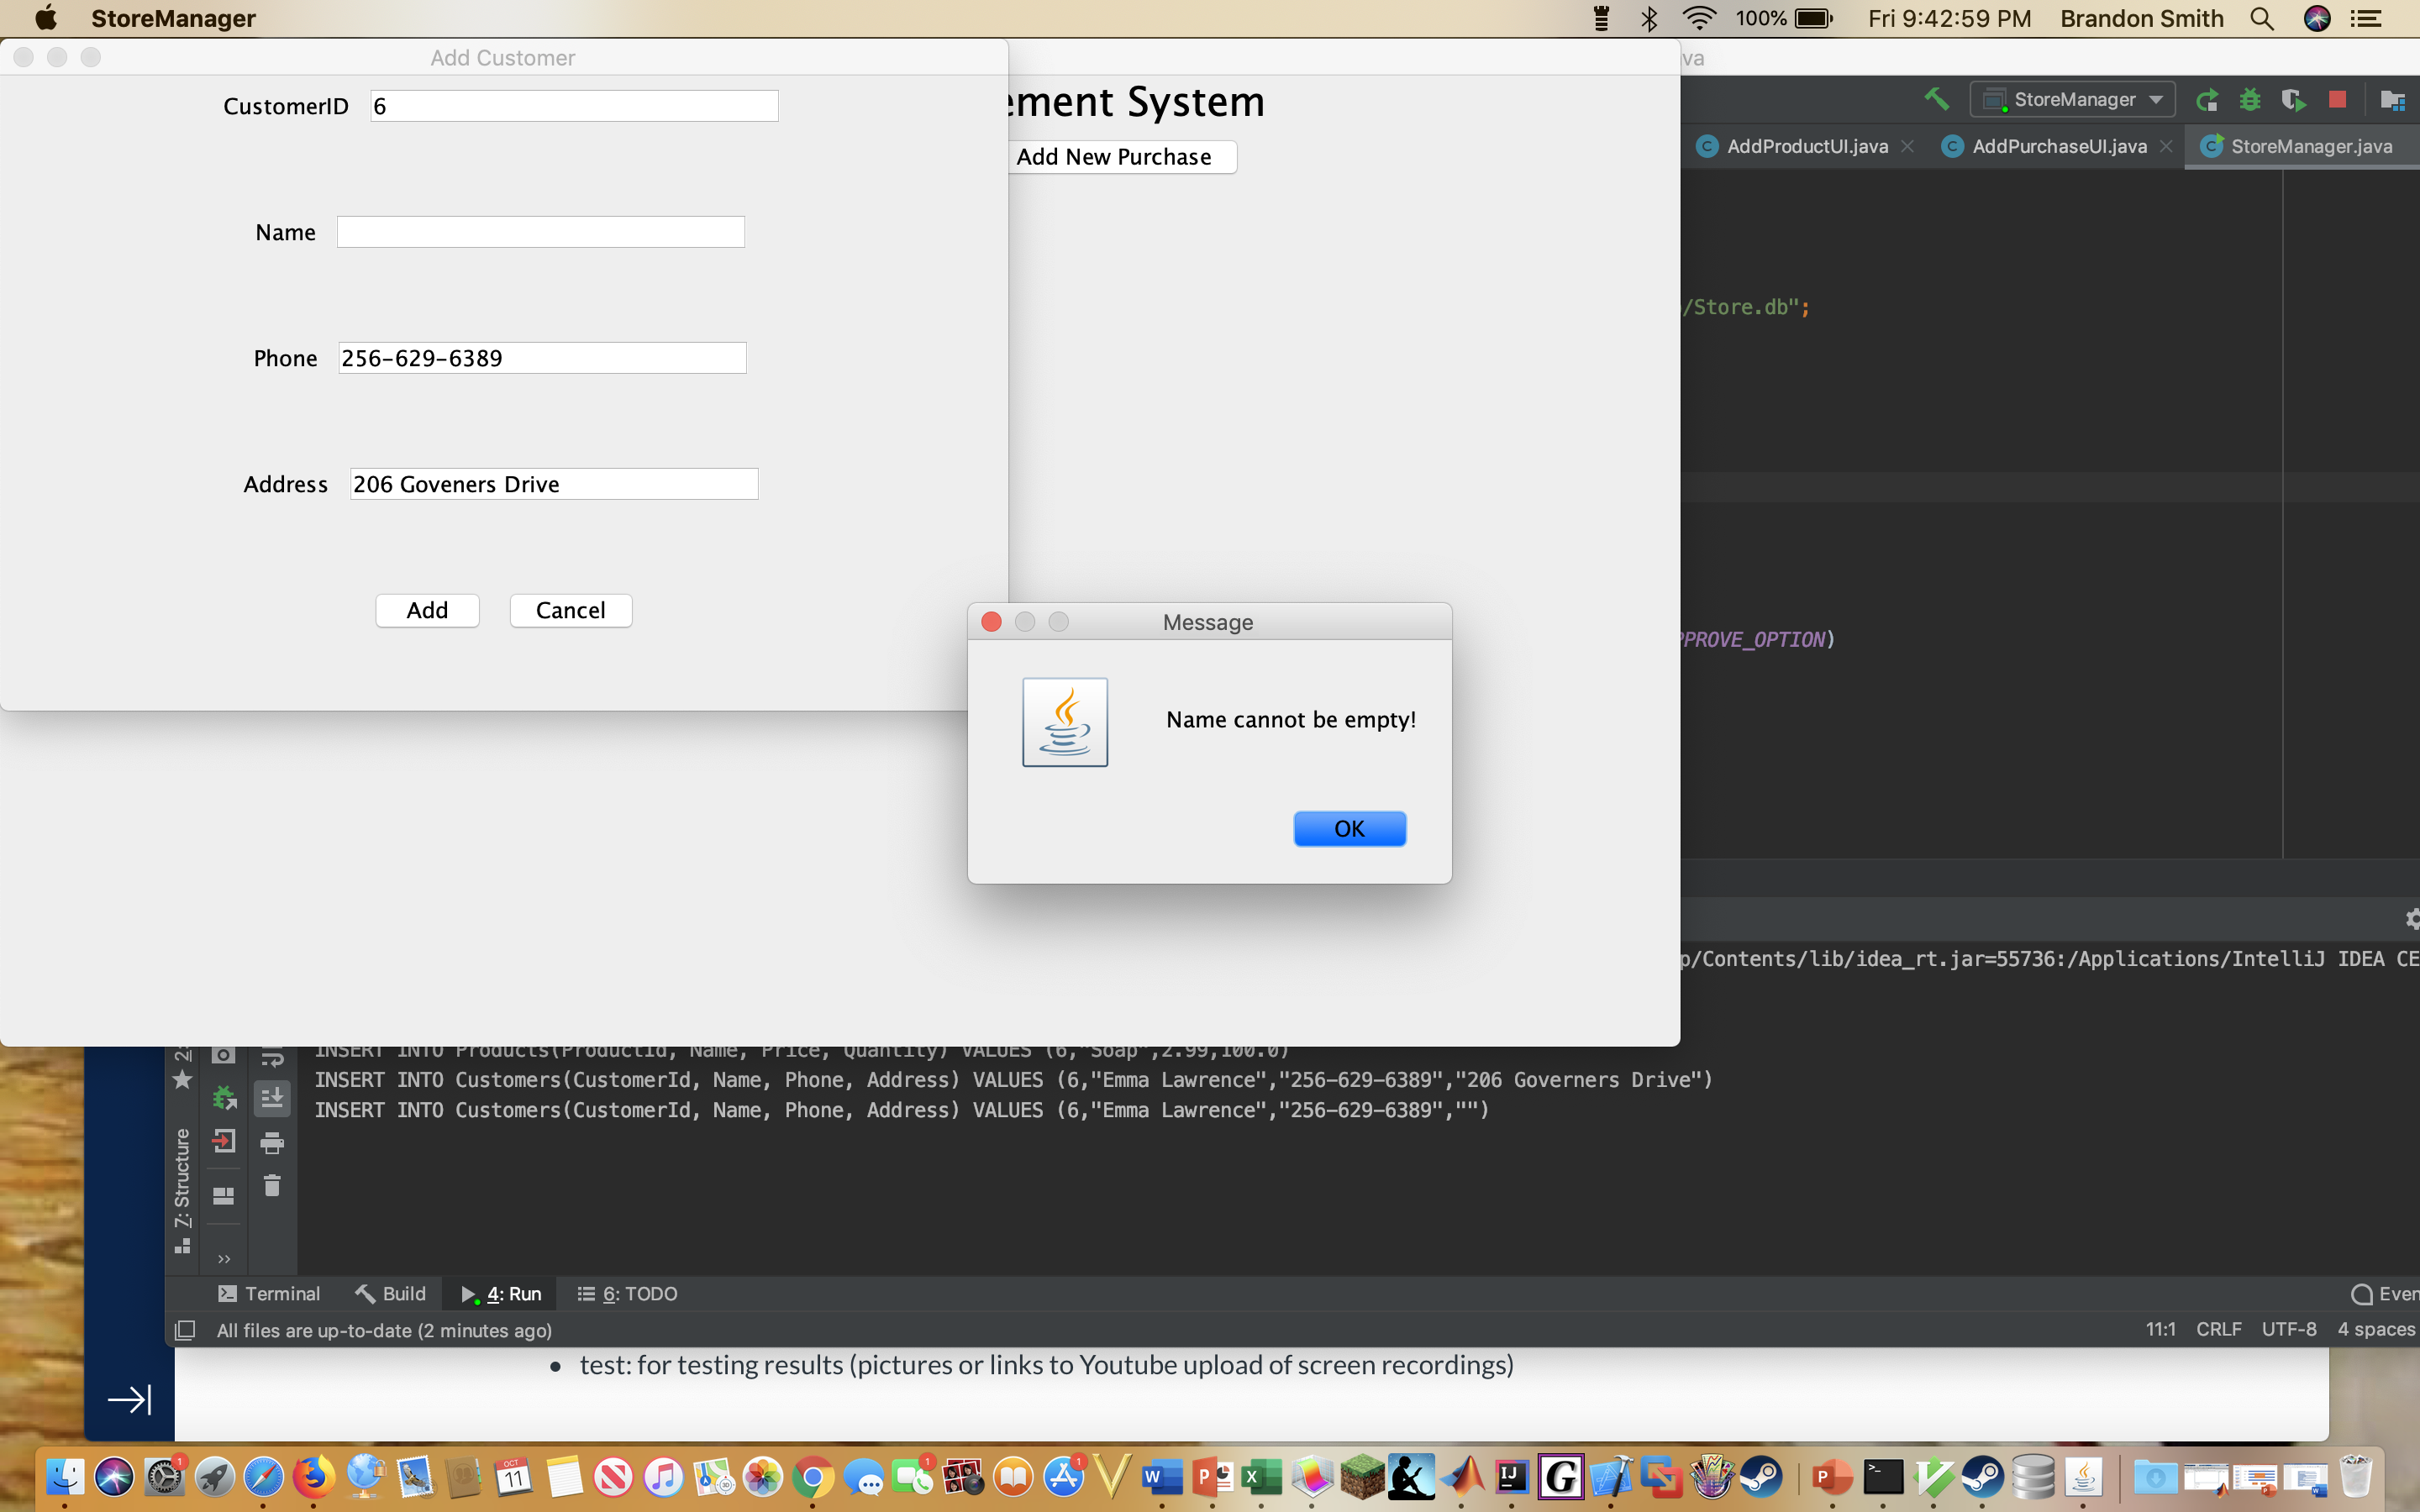 StoreManager
100%
Fri 9:42:59 PM
Brandon Smith
Add Customer
va
CustomerID
6
ement System
Add New Purchase
StoreManager
AddProductUI.java
AddPurchaseUI.java
StoreManager.java
Name
/Store.db";
Phone
256-629-6389
Address
206 Goveners Drive
Add
Cancel
Message
PROVE_OPTION)
Name cannot be empty!
OK
p/Contents/lib/idea_rt.jar=55736:/Applications/IntelliJ IDEA CE
INSERT INTO Products(ProductId, Name, Price, Quantity) VALUES (6,"Soap",2.99,100.0)
INSERT INTO Customers(CustomerId, Name, Phone, Address) VALUES (6,"Emma Lawrence","256-629-6389","206 Governers Drive")
INSERT INTO Customers(CustomerId, Name, Phone, Address) VALUES (6,"Emma Lawrence","256-629-6389","")
7: Structure
Terminal
Build
4: Run
6: TODO
Even
All files are up-to-date (2 minutes ago)
11:1
CRLF
UTF-8
4 spaces
• test: for testing results (pictures or links to Youtube upload of screen recordings)
OCT
11